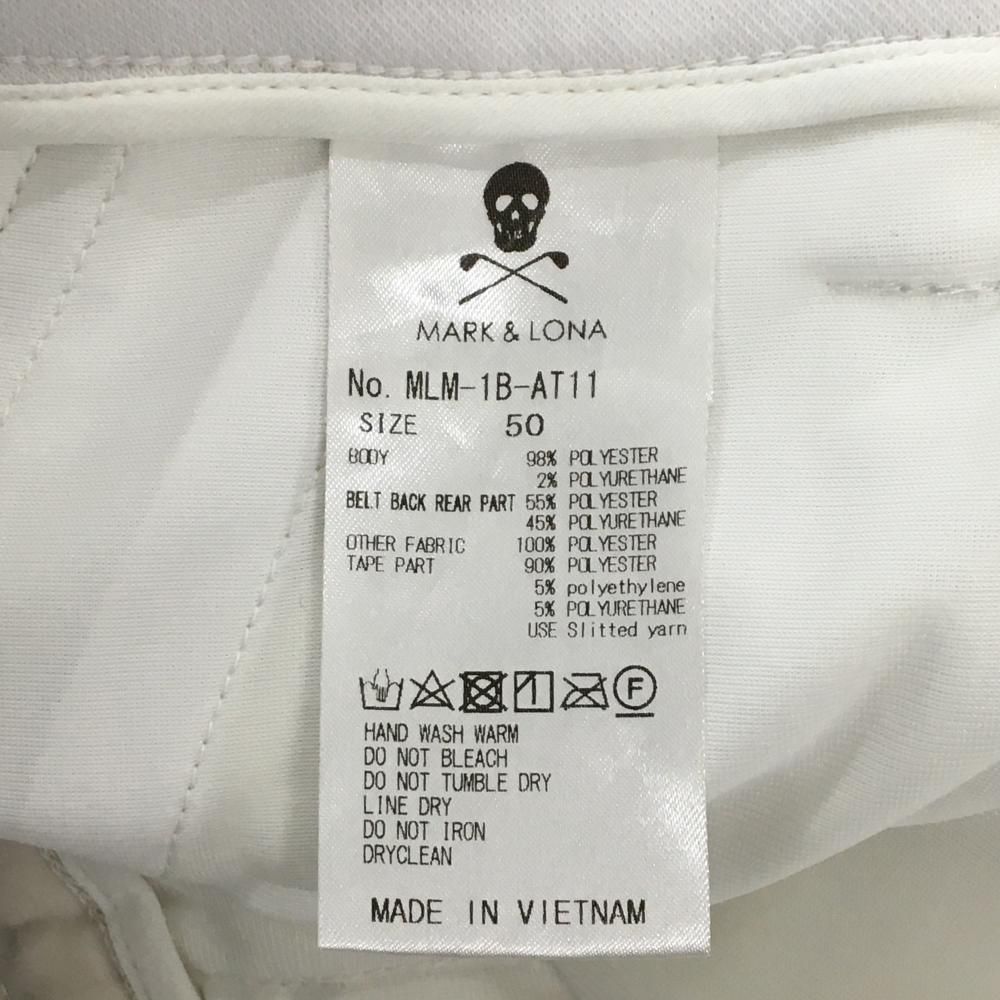 MARK & LONA
No. MLM-1B-AT11
SIZE 50
BODY 98% POLYESTER
2% POLYURETHANE
BELT BACK REAR PART 55% POLYESTER
45% POLYURETHANE
OTHER FABRIC 100% POLYESTER
TAPE PART 90% POLYESTER
5% polyethylene
5% POLYURETHANE
USE Slitted yarn
F
HAND WASH WARM
DO NOT BLEACH
DO NOT TUMBLE DRY
LINE DRY
DO NOT IRON
DRYCLEAN
MADE IN VIETNAM